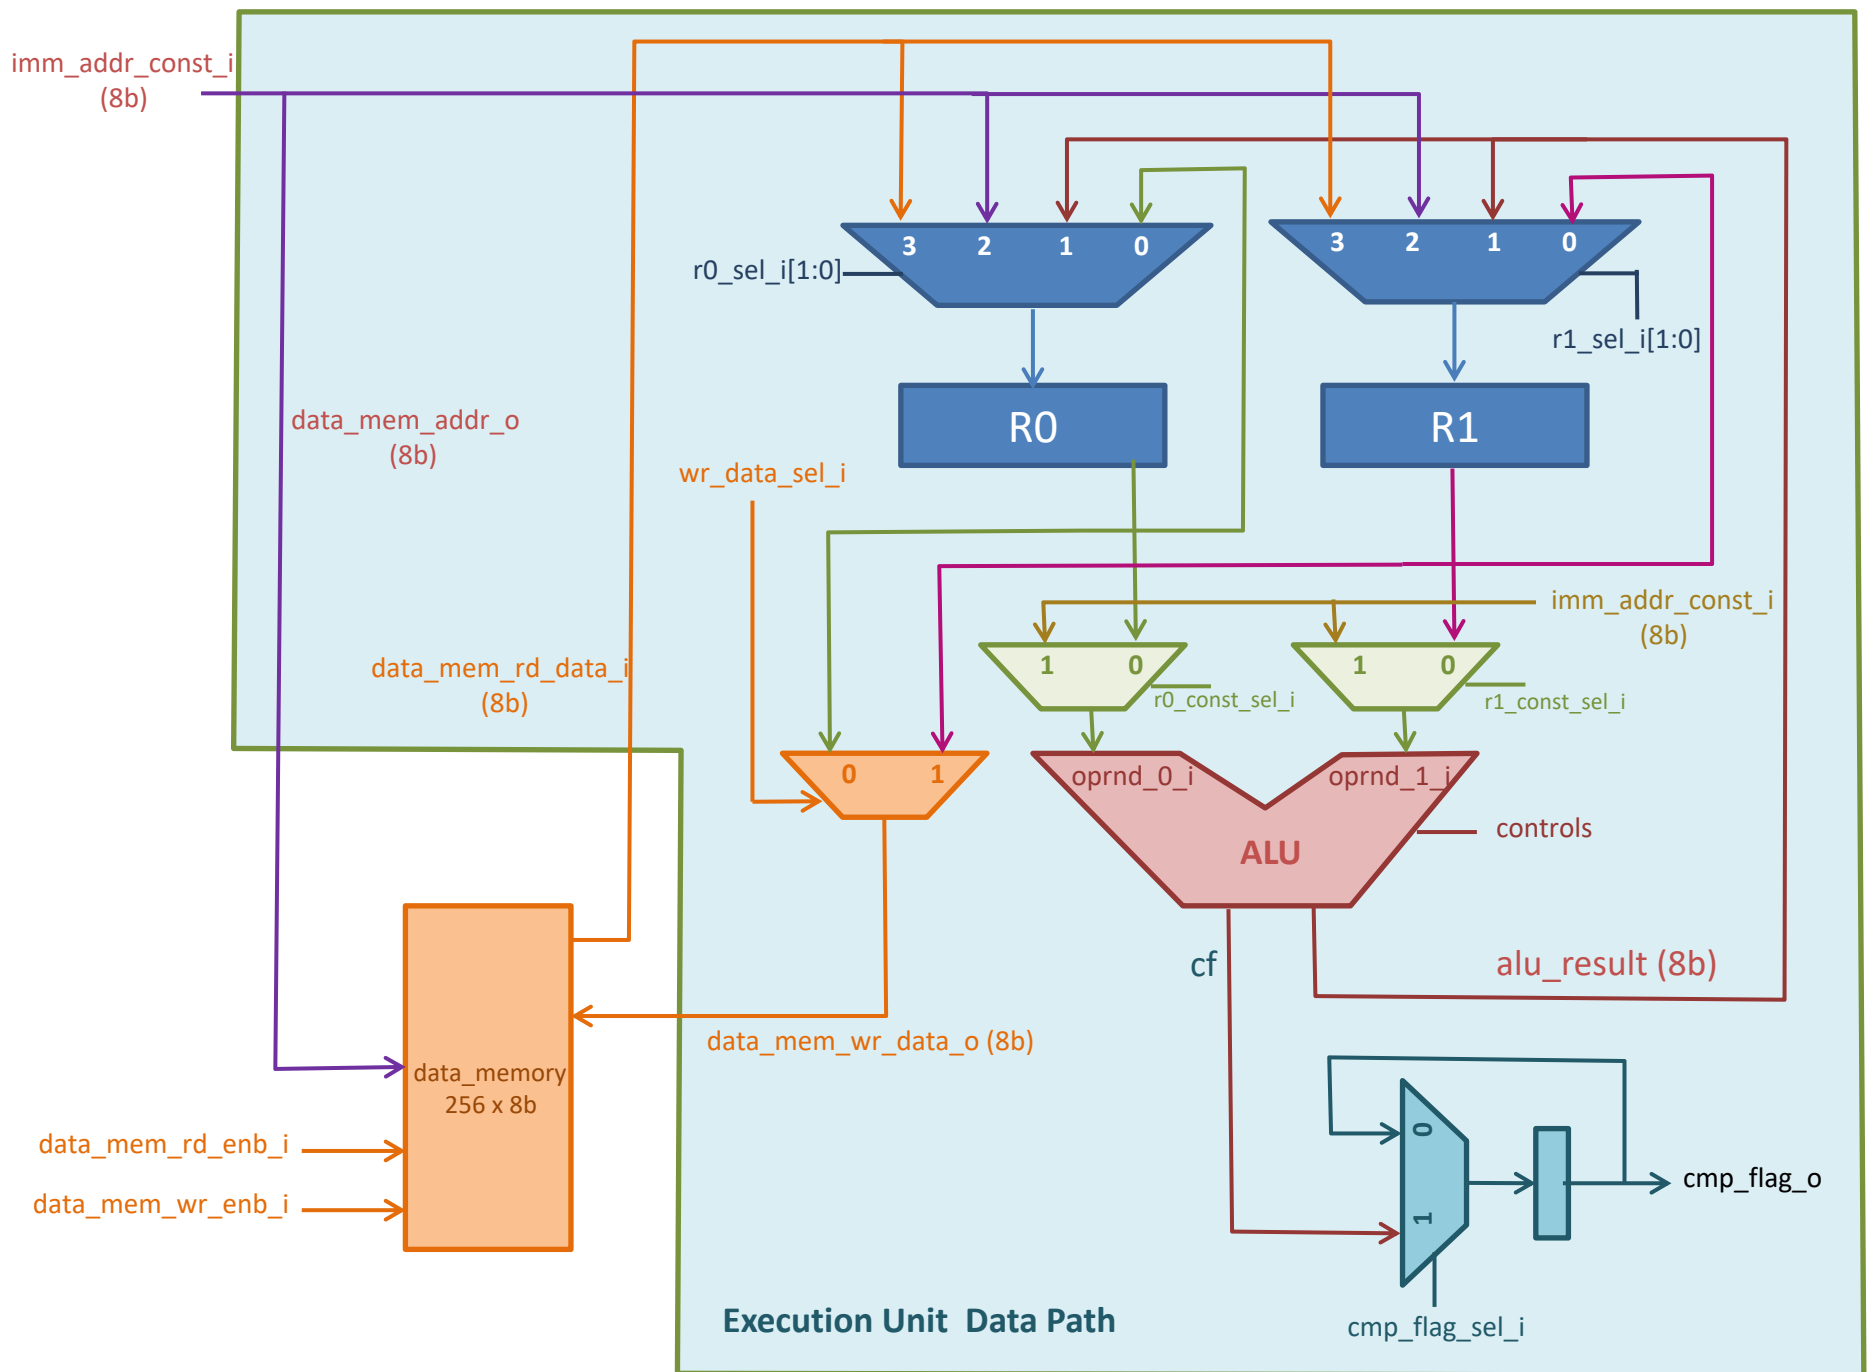 imm_addr_const_i
(8b)
3 2 1 0
3 2 1 0
r0_sel_i[1:0]
r1_sel_i[1:0]
data_mem_addr_o
(8b)
R0
R1
wr_data_sel_i
imm_addr_const_i
(8b)
data_mem_rd_data_i
(8b)
1 0
1 0
r0_const_sel_i
r1_const_sel_i
0 1
oprnd_0_i
oprnd_1_i
controls
ALU
cf
alu_result (8b)
data_mem_wr_data_o (8b)
data_memory
256 x 8b
data_mem_rd_enb_i
data_mem_wr_enb_i
0
1
cmp_flag_o
cmp_flag_sel_i
Execution Unit  Data Path